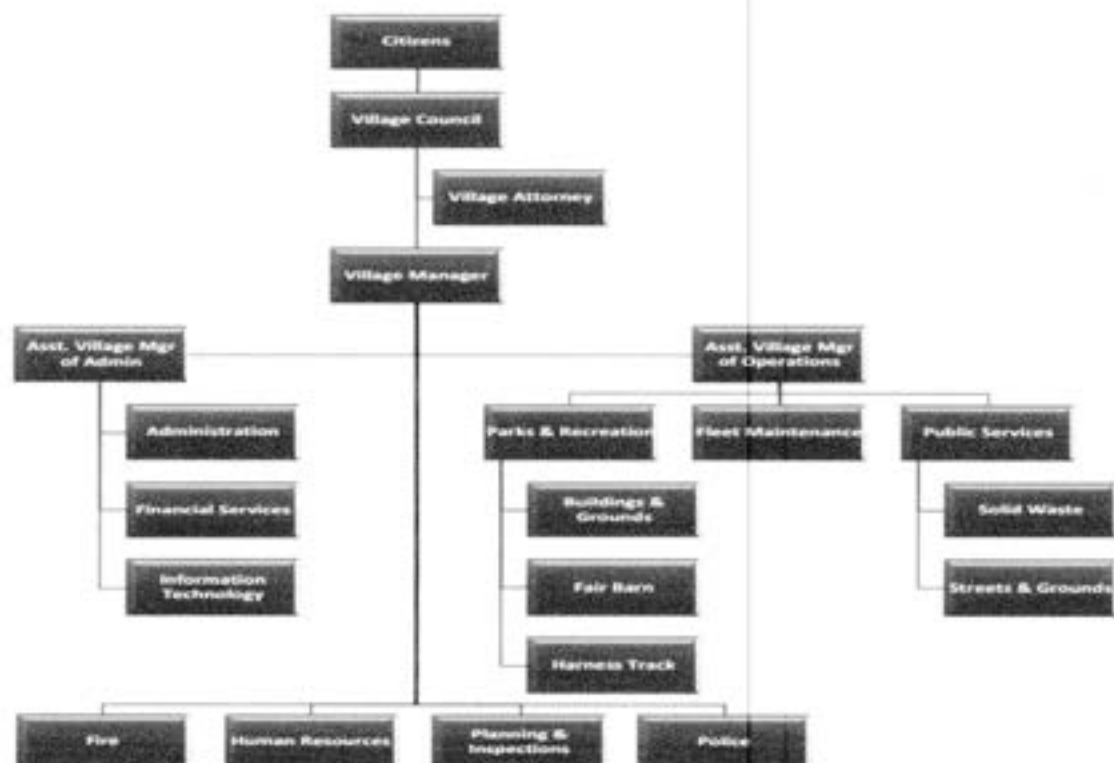 Citizens
Village Council
Village Attorney
Village Manager
Asst. Village Mgr
of Admin
Asst. Village Mgr
of Operations
Administration
Financial Services
Information
Technology
Parks & Recreation
Fleet Maintenance
Public Services
Buildings &
Grounds
Fair Barn
Harness Track
Solid Waste
Streets & Grounds
Fire
Human Resources
Planning &
Inspections
Police